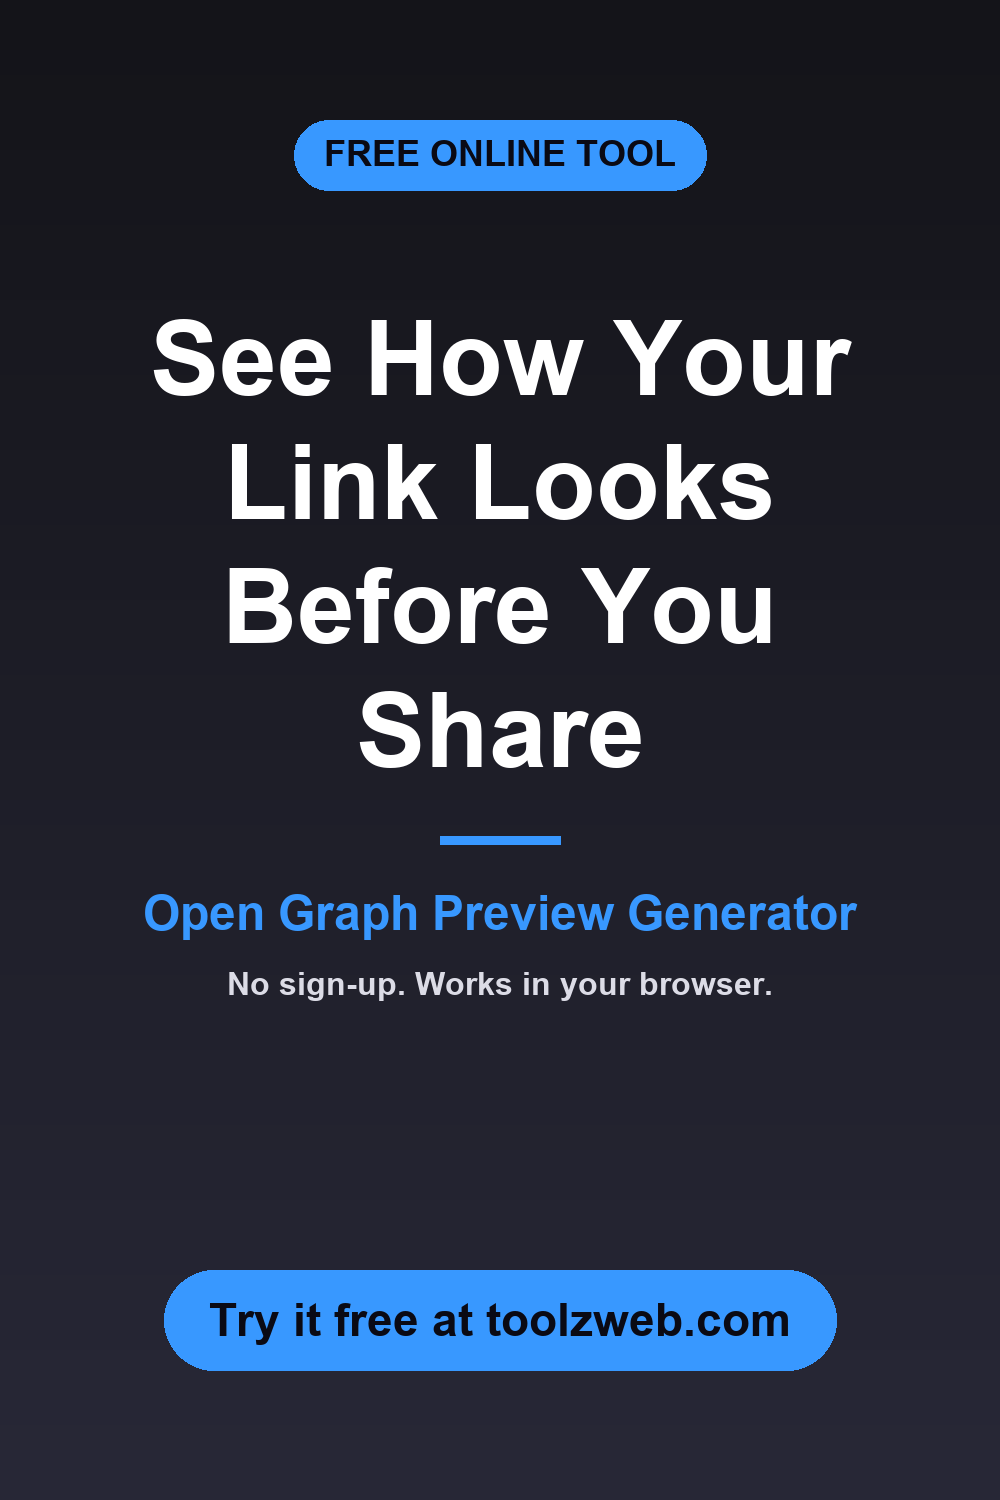 FREE ONLINE TOOL
See How Your
Link Looks
Before You
Share
Open Graph Preview Generator
No sign-up. Works in your browser.
Try it free at toolzweb.com